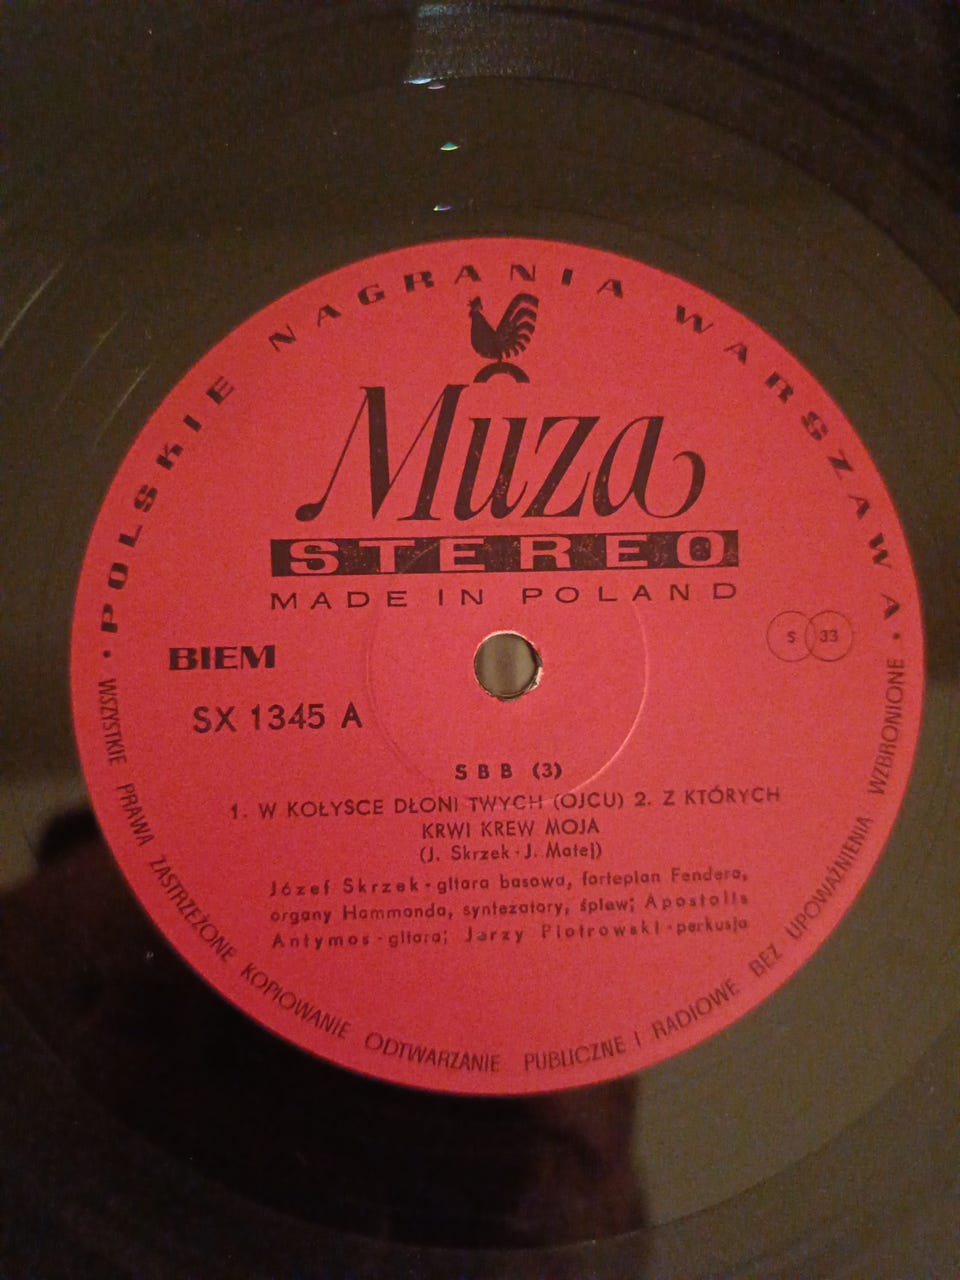 • POLSKIE NAGRANIA WARSZAWA •
Muza
STEREO
MADE IN POLAND
BIEM
S 33
SX 1345 A
SBB (3)
1. W KOŁYSCE DŁONI TWYCH (OJCU) 2. Z KTÓRYCH
KRWI KREW MOJA
(J. Skrzek - J. Matej)
Józef Skrzek - gitara basowa, fortepian Fendera,
organy Hammonda, syntezatory, śpiew; Apostolis
Antymos - gitara; Jerzy Piotrowski - perkusja
WSZYSTKIE PRAWA ZASTRZEŻONE KOPIOWANIE ODTWARZANIE PUBLICZNE I RADIOWE BEZ UPOWAŻNIENIA WZBRONIONE